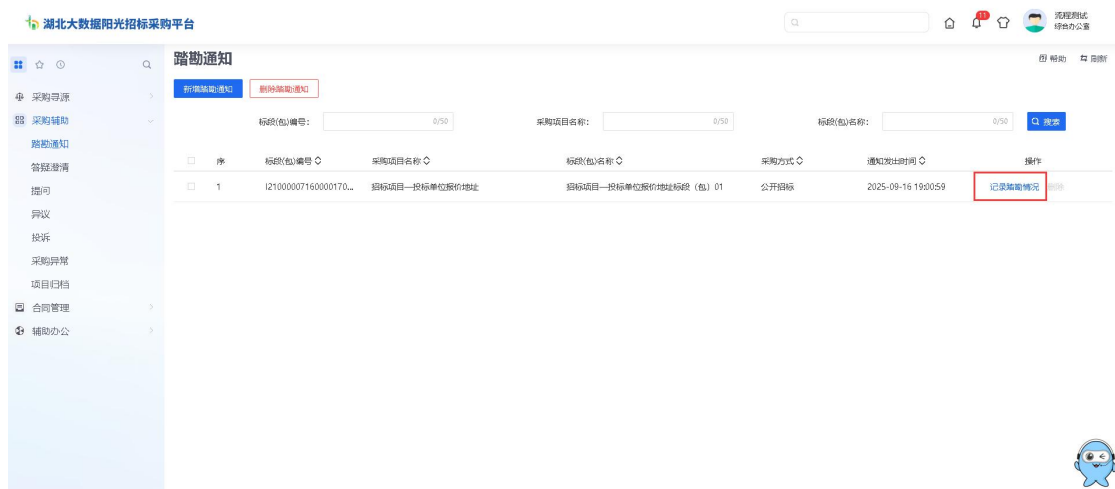 湖北大数据阳光招标采购平台
11
流程测试
综合办公室
踏勘通知
帮助 刷新
新增踏勘通知 删除踏勘通知
采购寻源
采购辅助
踏勘通知
答疑澄清
提问
异议
投诉
采购异常
项目归档
合同管理
辅助办公
标段(包)编号: 0/50 采购项目名称: 0/50 标段(包)名称: 0/50 搜索
序 标段(包)编号 采购项目名称 标段(包)名称 采购方式 通知发出时间 操作
1 I21000007160000170... 招标项目—投标单位报价地址 招标项目—投标单位报价地址标段（包）01 公开招标 2025-09-16 19:00:59 记录踏勘情况 删除